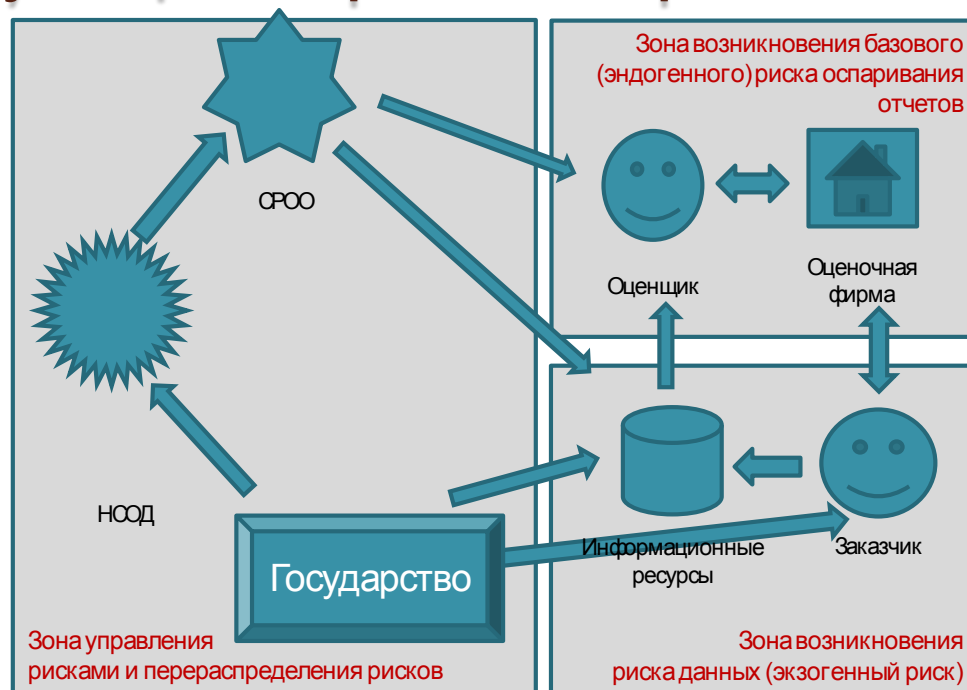 Зона возникновения базового
(эндогенного) риска оспаривания
отчетов
СРОО
Оценщик
Оценочная
фирма
НООД
Государство
Информационные
ресурсы
Заказчик
Зона управления
рисками и перераспределения рисков
Зона возникновения
риска данных (экзогенный риск)